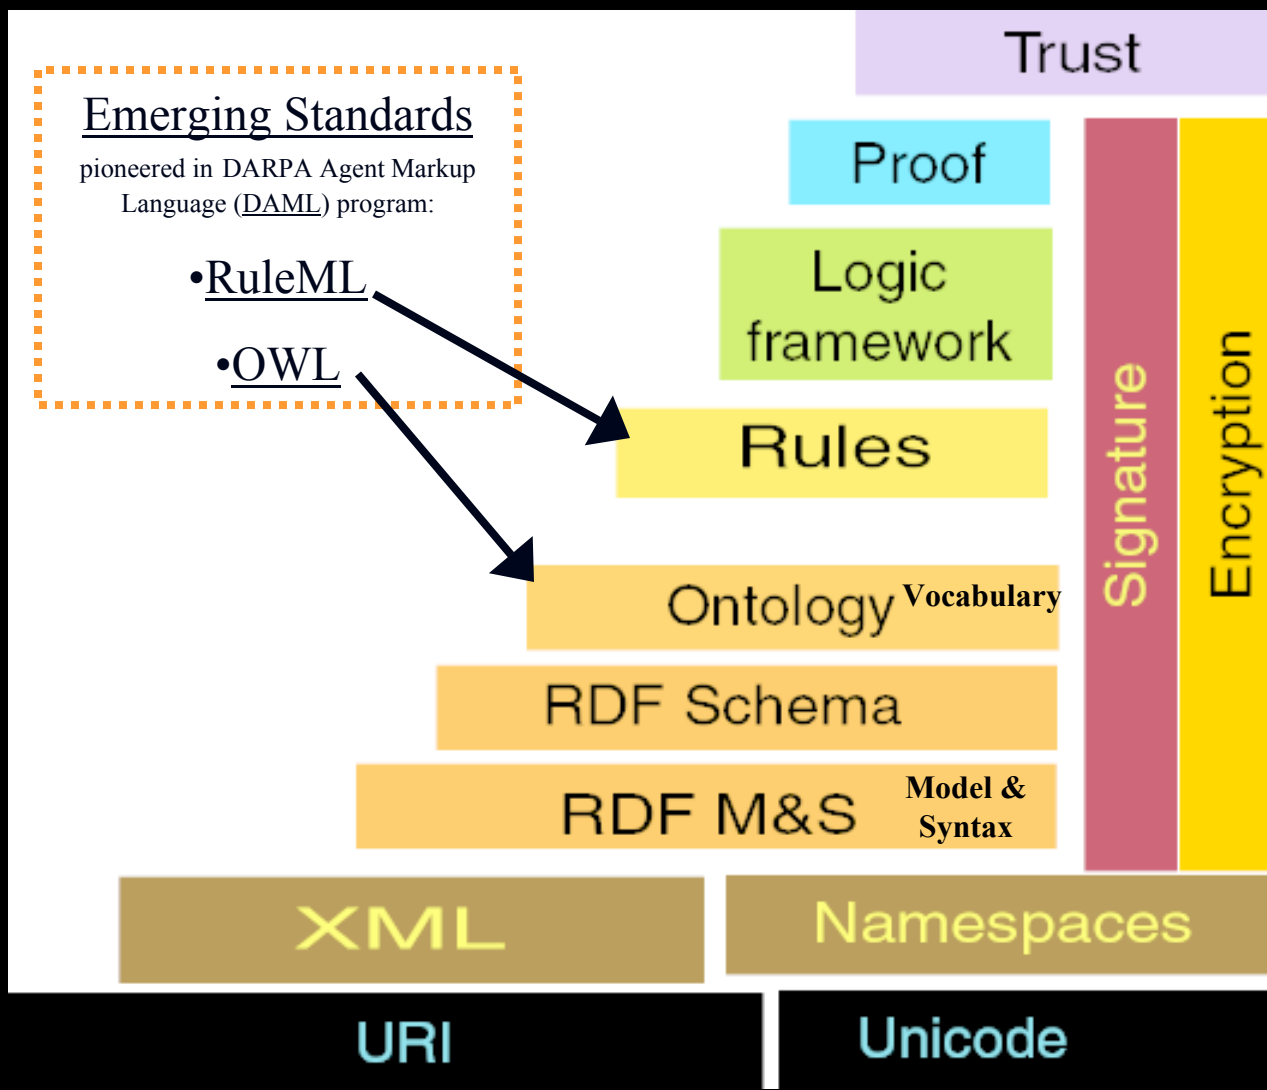 Trust
Emerging Standards
pioneered in DARPA Agent Markup
Language (DAML) program:
•RuleML
•OWL
Proof
Logic
framework
Rules
Ontology Vocabulary
RDF Schema
RDF M&S
Model &
Syntax
Signature
Encryption
XML
Namespaces
URI
Unicode